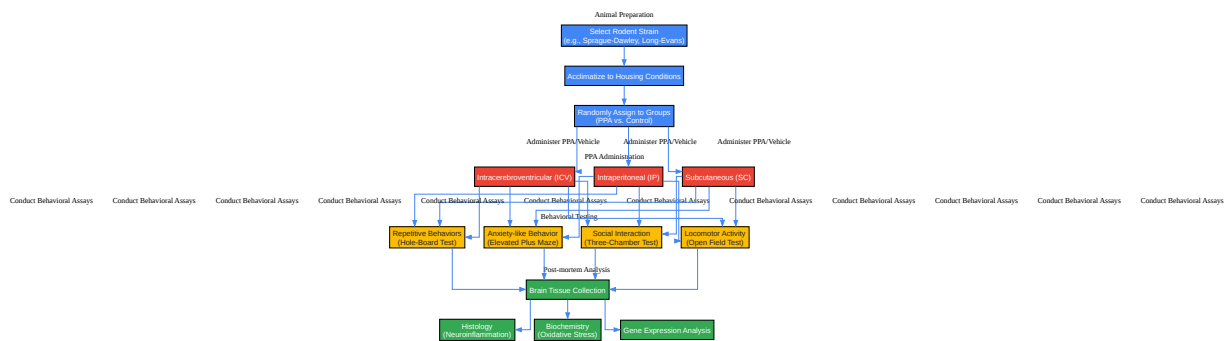 Animal Preparation
Select Rodent Strain
(e.g., Sprague-Dawley, Long-Evans)
Acclimatize to Housing Conditions
Randomly Assign to Groups
(PPA vs. Control)
Administer PPA/Vehicle Administer PPA/Vehicle Administer PPA/Vehicle
PPA Administration
Intracerebroventricular (ICV) Intraperitoneal (IP) Subcutaneous (SC)
Conduct Behavioral Assays Conduct Behavioral Assays Conduct Behavioral Assays Conduct Behavioral Assays Conduct Behavioral Assays Conduct Behavioral Assays Conduct Behavioral Assays Conduct Behavioral Assays Conduct Behavioral Assays Conduct Behavioral Assays Conduct Behavioral Assays Conduct Behavioral Assays
Behavioral Testing
Repetitive Behaviors Anxiety-like Behavior Social Interaction Locomotor Activity
(Hole-Board Test) (Elevated Plus Maze) (Three-Chamber Test) (Open Field Test)
Post-mortem Analysis
Brain Tissue Collection
Histology Biochemistry Gene Expression Analysis
(Neuroinflammation) (Oxidative Stress)